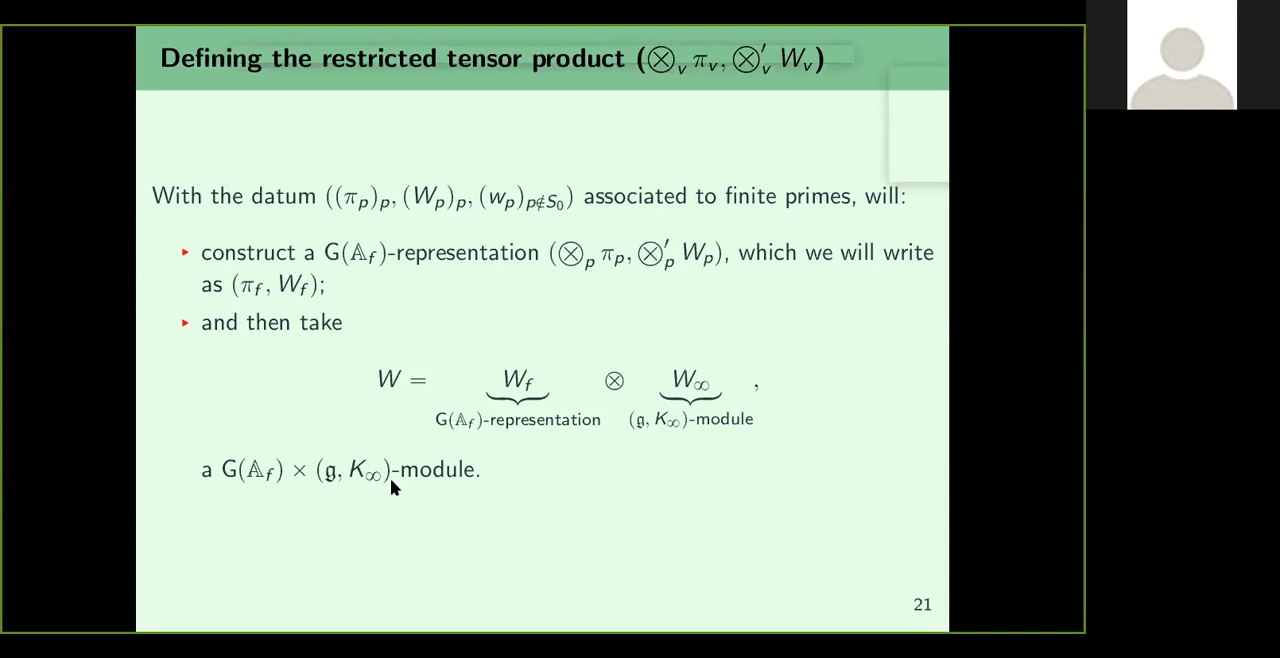 Defining the restricted tensor product (⊗_v π_v, ⊗′_v W_v)
With the datum ((π_p)_p, (W_p)_p, (w_p)_{p∉S_0}) associated to finite primes, will:
▸ construct a G(𝔸_f)-representation (⊗_p π_p, ⊗′_p W_p), which we will write
as (π_f, W_f);
▸ and then take
W = W_f ⊗ W_∞ ,
G(𝔸_f)-representation (𝔤, K_∞)-module
a G(𝔸_f) × (𝔤, K_∞)-module.
21